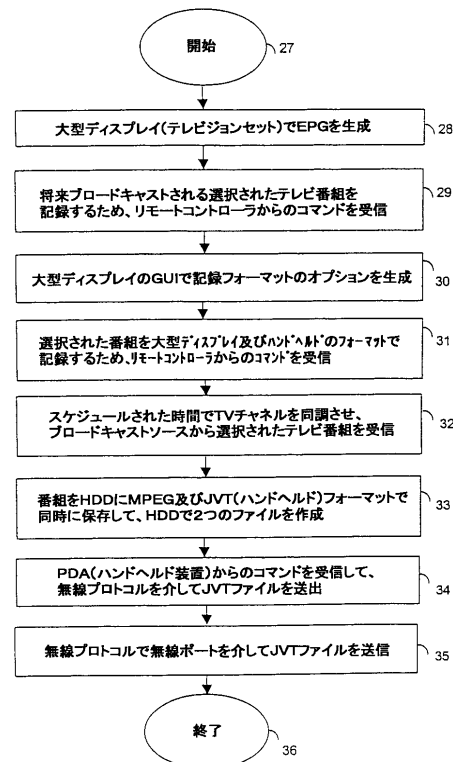 開始
27
大型ディスプレイ(テレビジョンセット)でEPGを生成
28
将来ブロードキャストされる選択されたテレビ番組を
記録するため、リモートコントローラからのコマンドを受信
29
大型ディスプレイのGUIで記録フォーマットのオプションを生成
30
選択された番組を大型ディスプレイ及びハンドヘルドのフォーマットで
記録するため、リモートコントローラからのコマンドを受信
31
スケジュールされた時間でTVチャネルを同調させ、
ブロードキャストソースから選択されたテレビ番組を受信
32
番組をHDDにMPEG及びJVT(ハンドヘルド)フォーマットで
同時に保存して、HDDで2つのファイルを作成
33
PDA(ハンドヘルド装置)からのコマンドを受信して、
無線プロトコルを介してJVTファイルを送出
34
無線プロトコルで無線ポートを介してJVTファイルを送信
35
終了
36